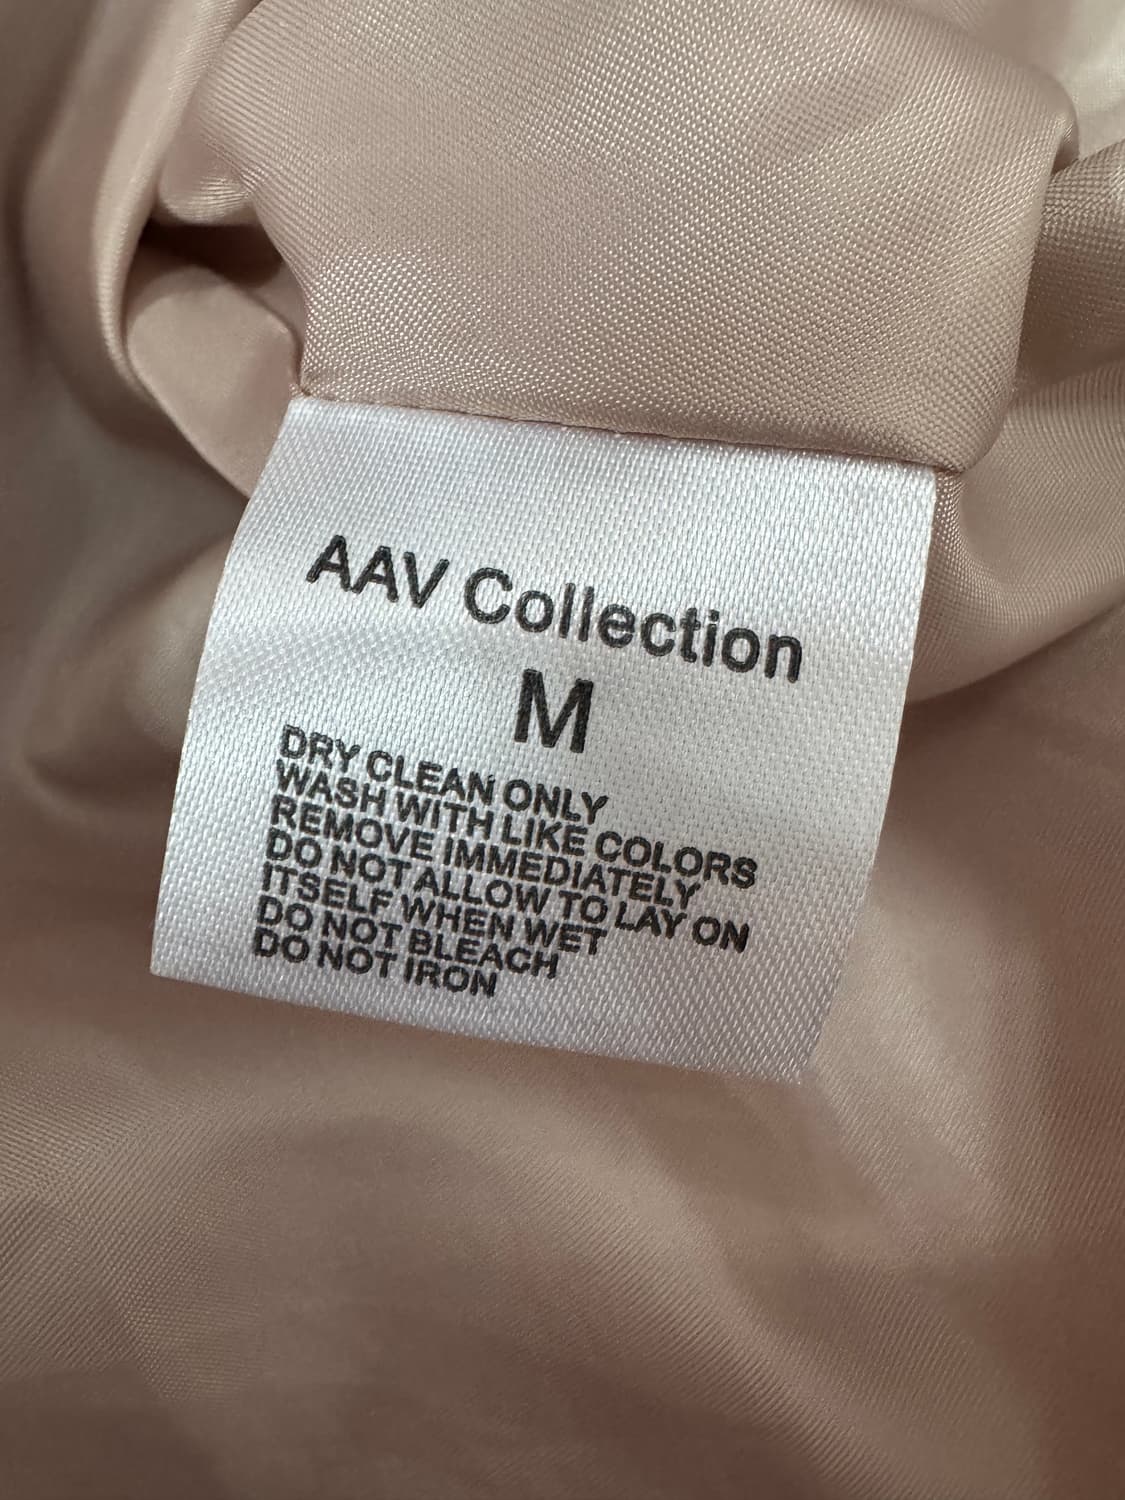 AAV Collection
M
DRY CLEAN ONLY
WASH WITH LIKE COLORS
REMOVE IMMEDIATELY
DO NOT ALLOW TO LAY ON
ITSELF WHEN WET
DO NOT BLEACH
DO NOT IRON